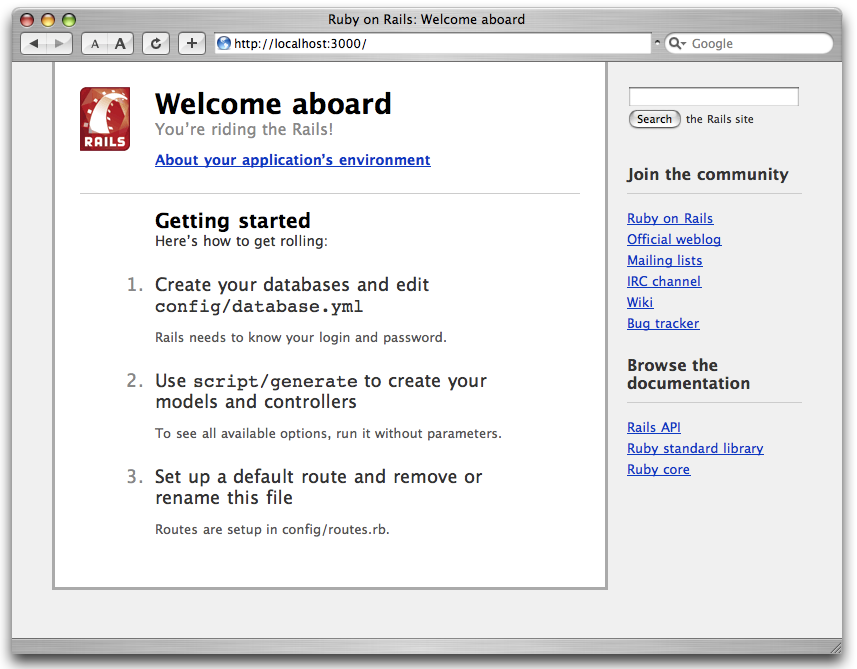 Ruby on Rails: Welcome aboard
A A http://localhost:3000/ Google
RAILS
Welcome aboard
You're riding the Rails!
About your application's environment
Getting started
Here's how to get rolling:
1. Create your databases and edit
config/database.yml
Rails needs to know your login and password.
2. Use script/generate to create your
models and controllers
To see all available options, run it without parameters.
3. Set up a default route and remove or
rename this file
Routes are setup in config/routes.rb.
Search the Rails site
Join the community
Ruby on Rails
Official weblog
Mailing lists
IRC channel
Wiki
Bug tracker
Browse the
documentation
Rails API
Ruby standard library
Ruby core